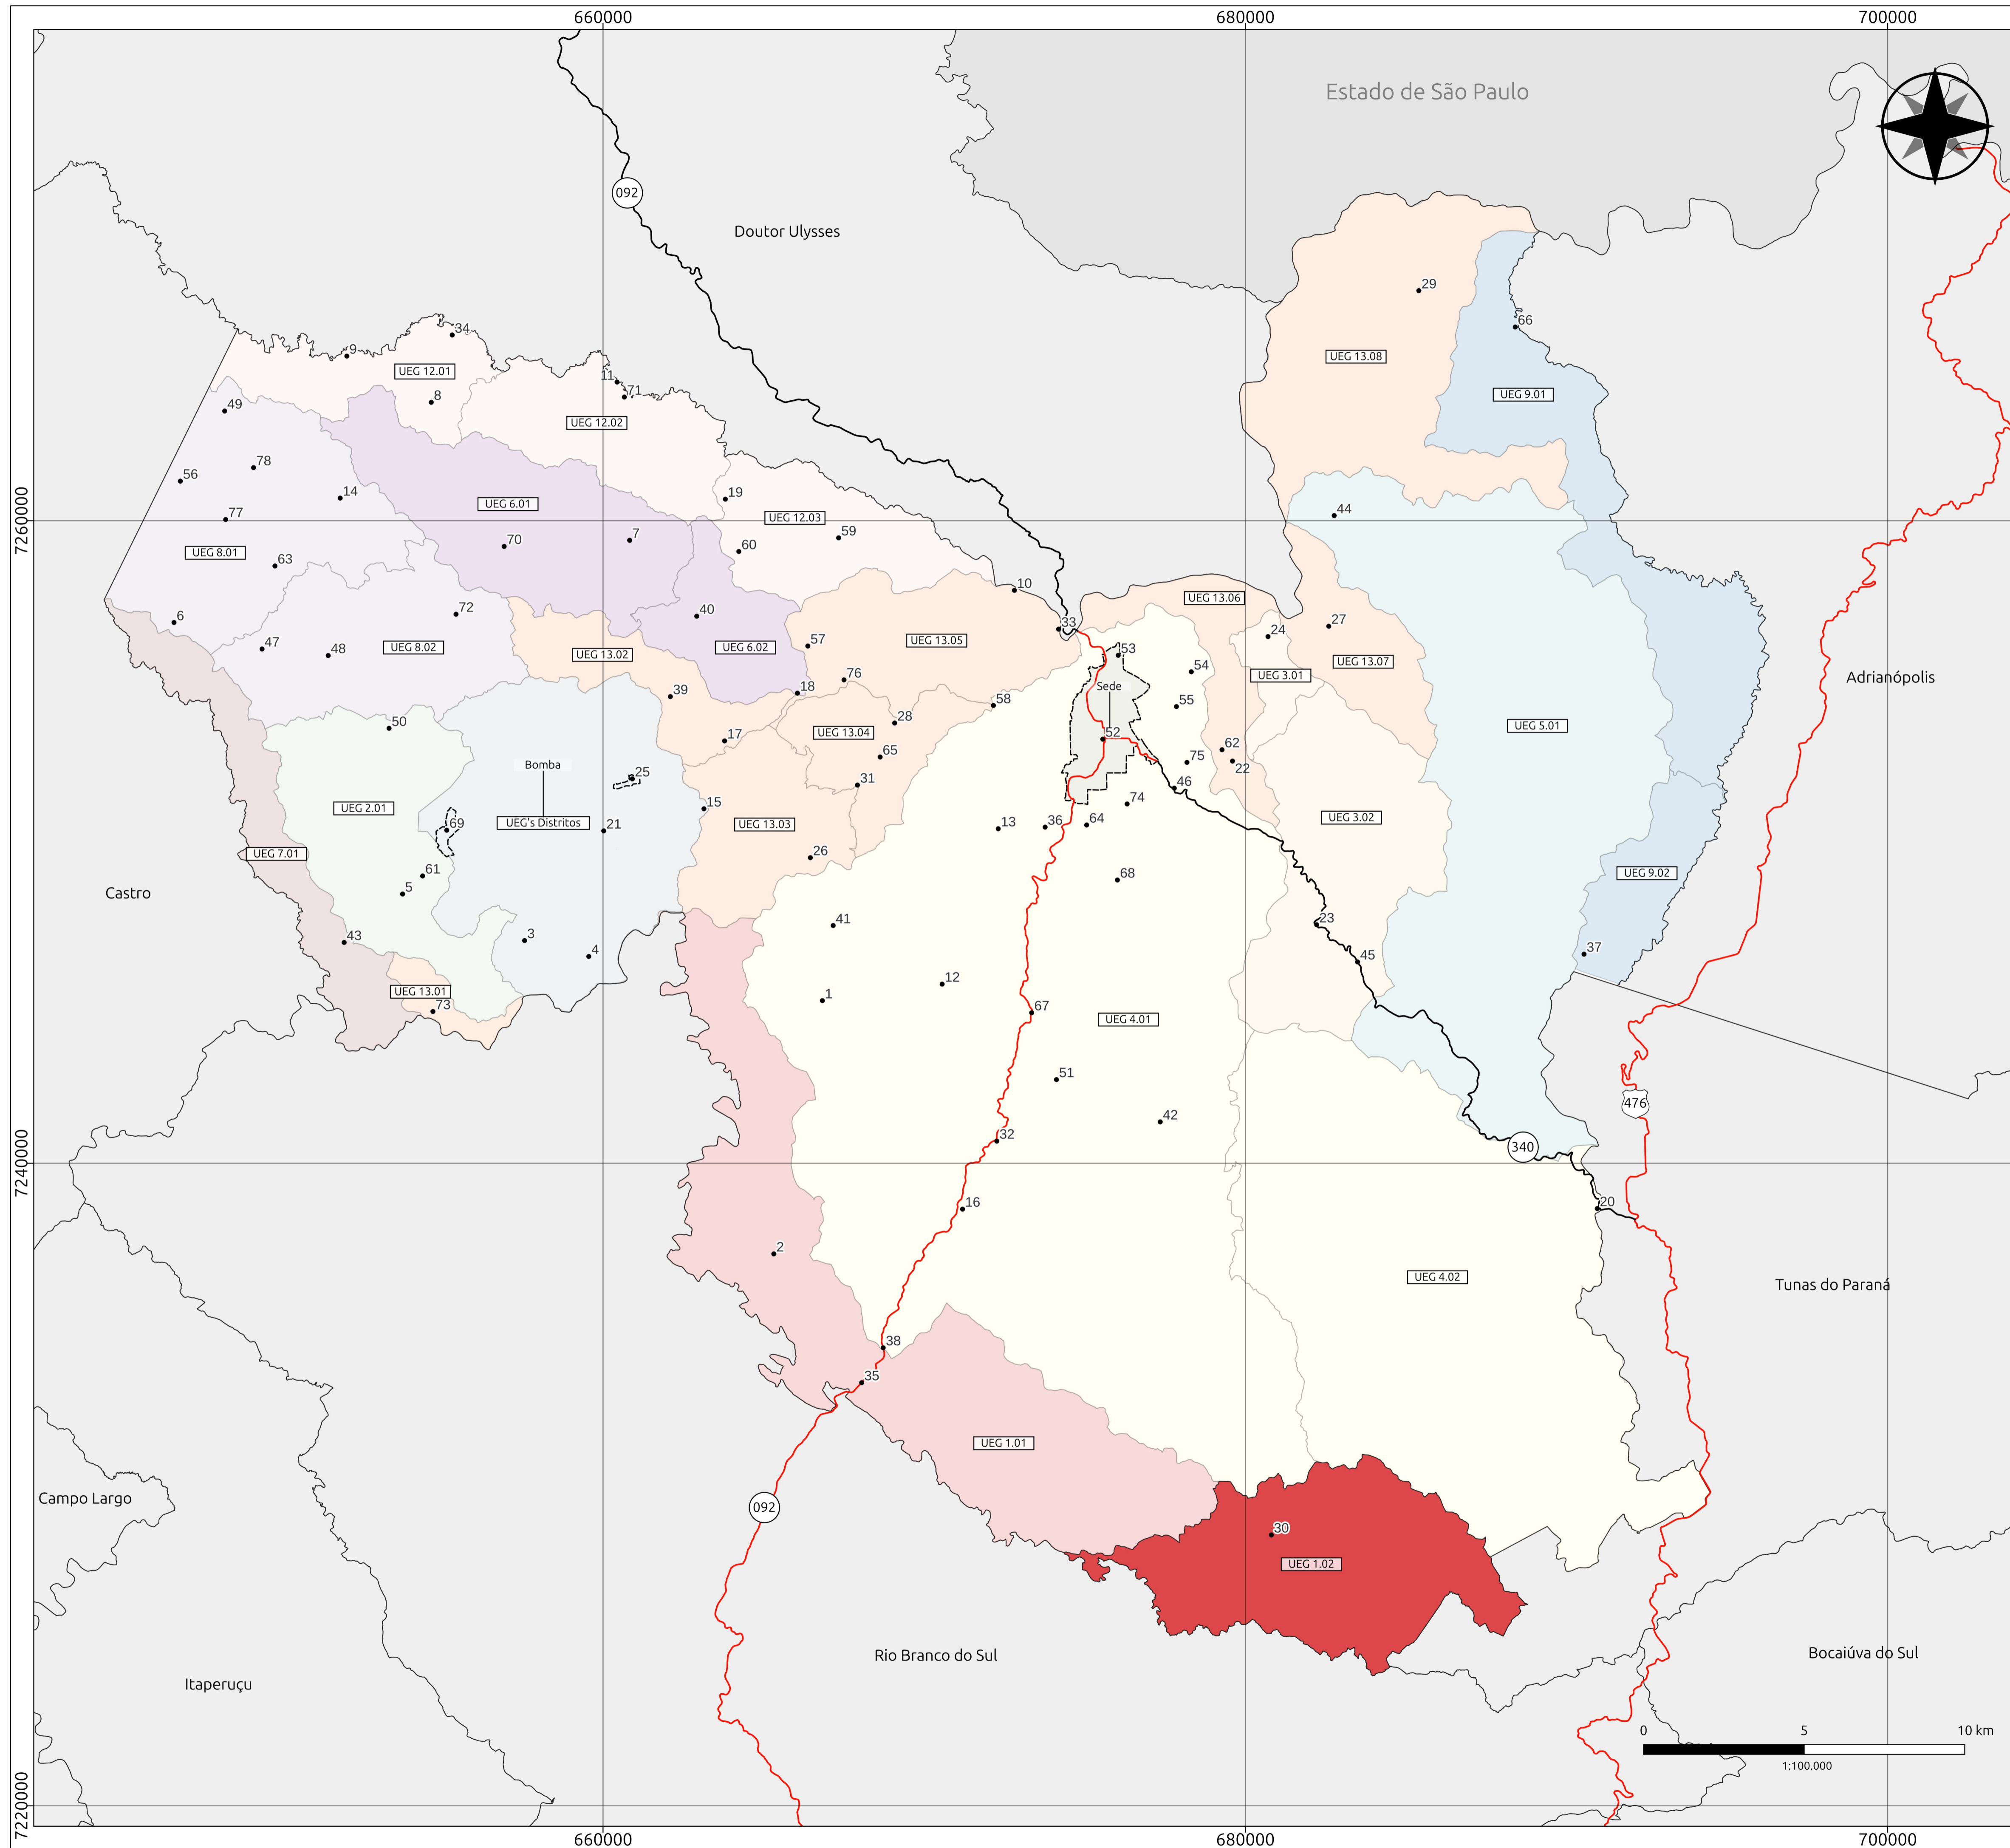 660000
680000
700000
Estado de São Paulo
092
Doutor Ulysses
29
66
34
9
UEG 13.08
UEG 12.01
11
71
8
UEG 9.01
49
UEG 12.02
78
56
14
19
UEG 6.01
44
UEG 12.03
77
7260000
7
59
70
60
UEG 8.01
63
10
UEG 13.06
72
40
6
33
27
24
57
UEG 13.05
47
48
UEG 8.02
UEG 13.02
UEG 6.02
53
UEG 13.07
54
UEG 3.01
76
Adrianópolis
Sede
39
18
58
55
50
28
UEG 5.01
17
UEG 13.04
52
62
65
75
22
Bomba
25
31
46
74
UEG 2.01
15
UEG 3.02
69
UEG's Distritos
21
UEG 13.03
13
36
64
UEG 7.01
26
61
68
UEG 9.02
5
Castro
41
23
43
3
4
37
45
12
UEG 13.01
1
73
67
UEG 4.01
51
476
42
32
340
7240000
16
20
2
UEG 4.02
Tunas do Paraná
38
35
UEG 1.01
Campo Largo
092
30
UEG 1.02
Rio Branco do Sul
Bocaiúva do Sul
Itaperuçu
0
5
10 km
1:100.000
7220000
660000
680000
700000